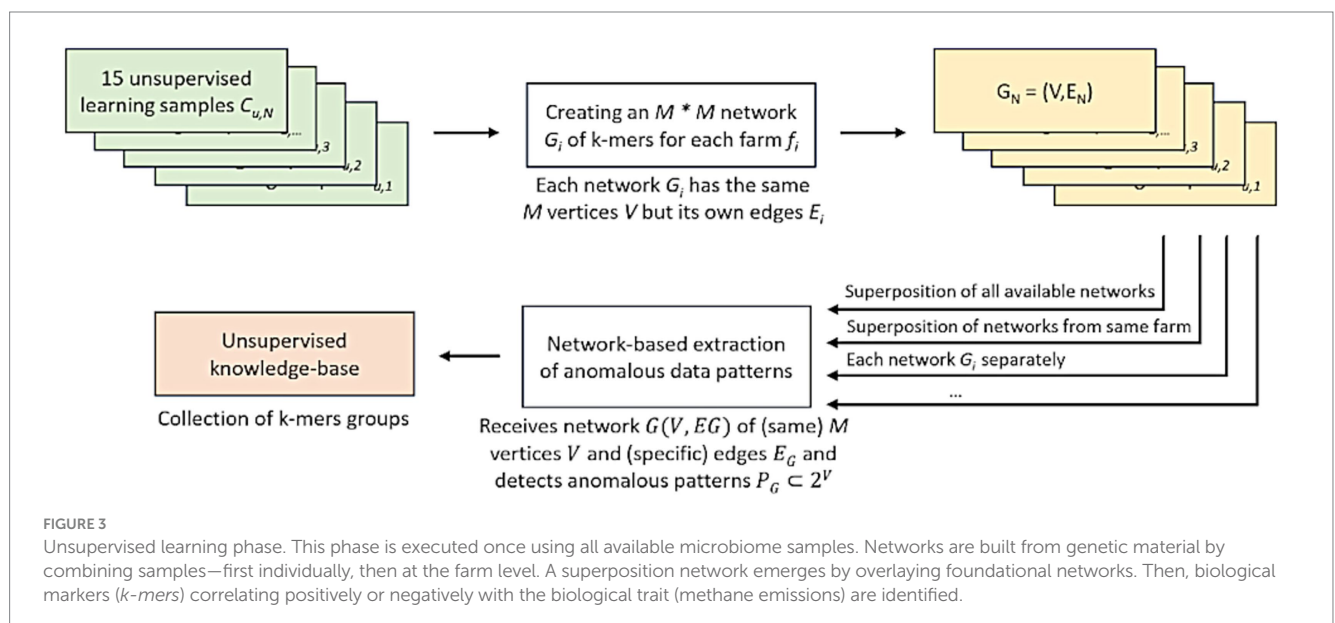 15 unsupervised
learning samples C_{u,N}
,...
,3
u,2
u,1
Creating an M * M network
G_i of k-mers for each farm f_i
Each network G_i has the same
M vertices V but its own edges E_i
G_N = (V,E_N)
,...
,3
u,2
u,1
Superposition of all available networks
Superposition of networks from same farm
Each network G_i separately
...
Network-based extraction
of anomalous data patterns
Receives network G(V, EG) of (same) M
vertices V and (specific) edges E_G and
detects anomalous patterns P_G ⊂ 2^V
Unsupervised
knowledge-base
Collection of k-mers groups
FIGURE 3
Unsupervised learning phase. This phase is executed once using all available microbiome samples. Networks are built from genetic material by
combining samples—first individually, then at the farm level. A superposition network emerges by overlaying foundational networks. Then, biological
markers (k-mers) correlating positively or negatively with the biological trait (methane emissions) are identified.